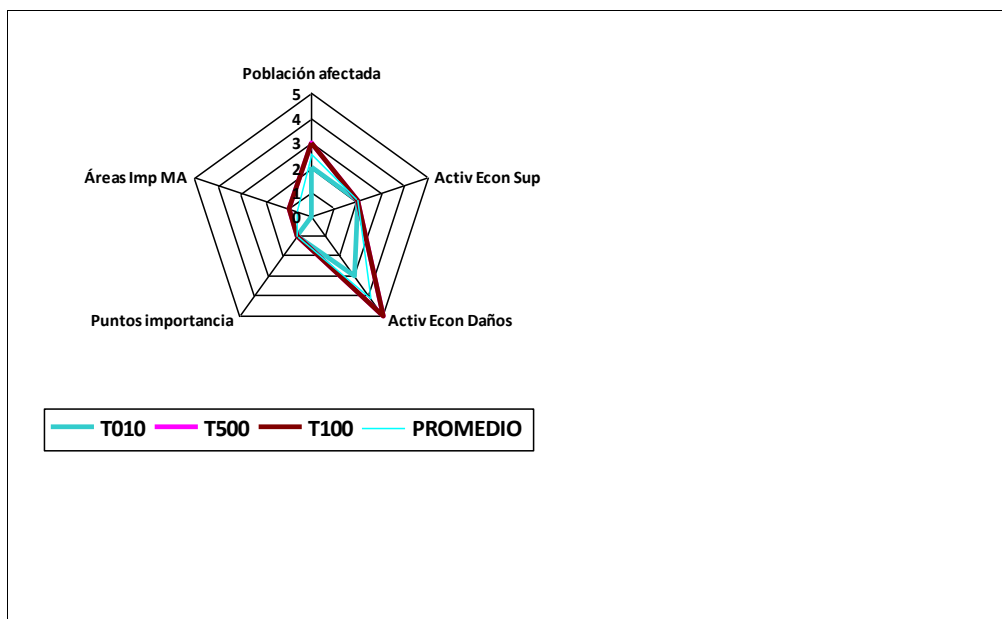 Población afectada
5
4
3
2
1
0
Áreas Imp MA
Activ Econ Sup
Puntos importancia
Activ Econ Daños
T010 T500 T100 PROMEDIO